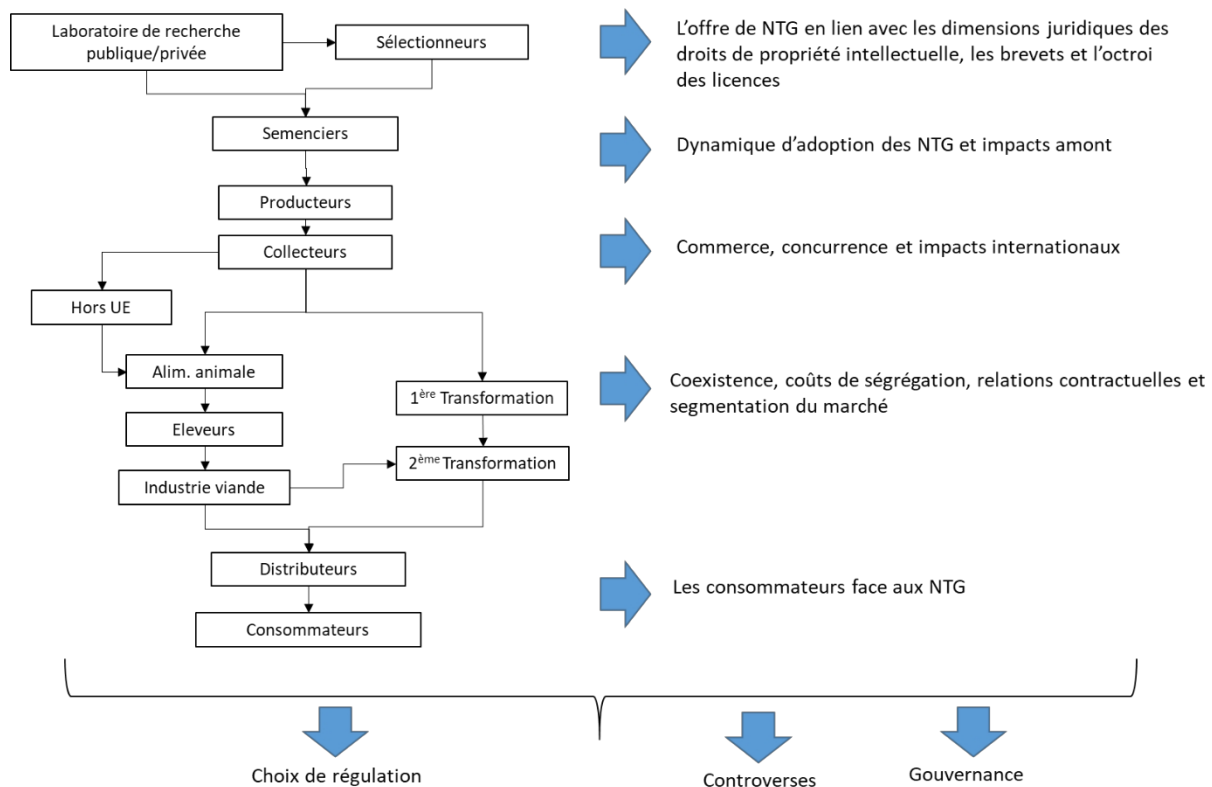 Laboratoire de recherche
publique/privée
Sélectionneurs
L’offre de NTG en lien avec les dimensions juridiques des
droits de propriété intellectuelle, les brevets et l’octroi
des licences
Semenciers
Dynamique d’adoption des NTG et impacts amont
Producteurs
Collecteurs
Commerce, concurrence et impacts internationaux
Hors UE
Alim. animale
1ère Transformation
Coexistence, coûts de ségrégation, relations contractuelles et
segmentation du marché
Eleveurs
2ème Transformation
Industrie viande
Distributeurs
Les consommateurs face aux NTG
Consommateurs
Choix de régulation
Controverses
Gouvernance